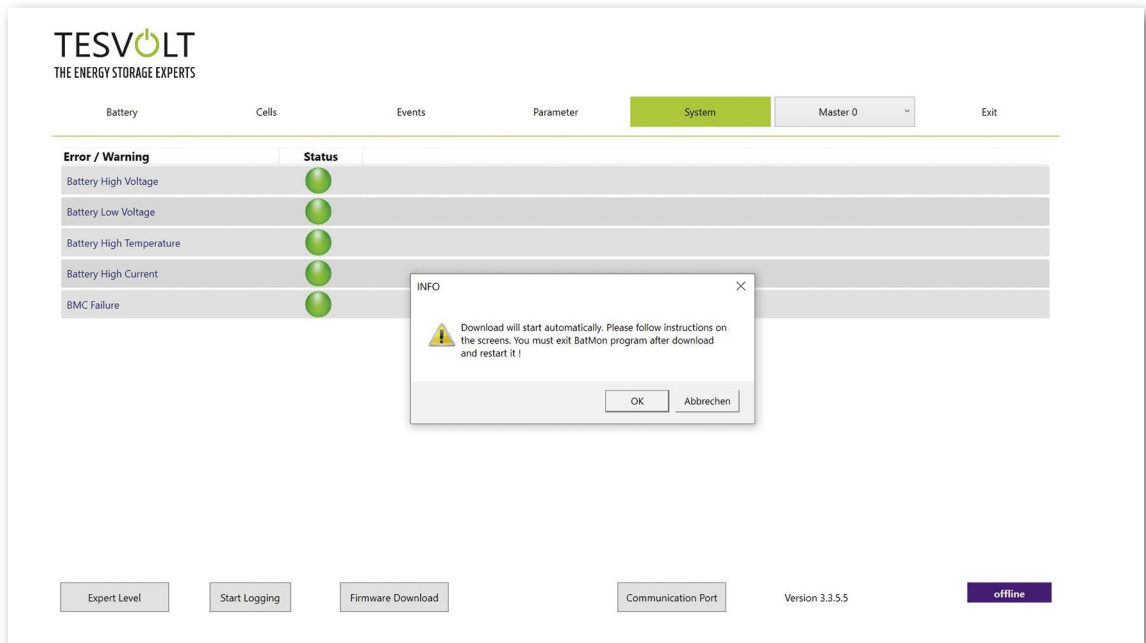 TESVOLT
THE ENERGY STORAGE EXPERTS
Battery Cells Events Parameter System Master 0 Exit
Error / Warning Status
Battery High Voltage
Battery Low Voltage
Battery High Temperature
Battery High Current
BMC Failure
INFO
Download will start automatically. Please follow instructions on
the screens. You must exit BatMon program after download
and restart it !
OK Abbrechen
Expert Level Start Logging Firmware Download Communication Port Version 3.3.5.5 offline